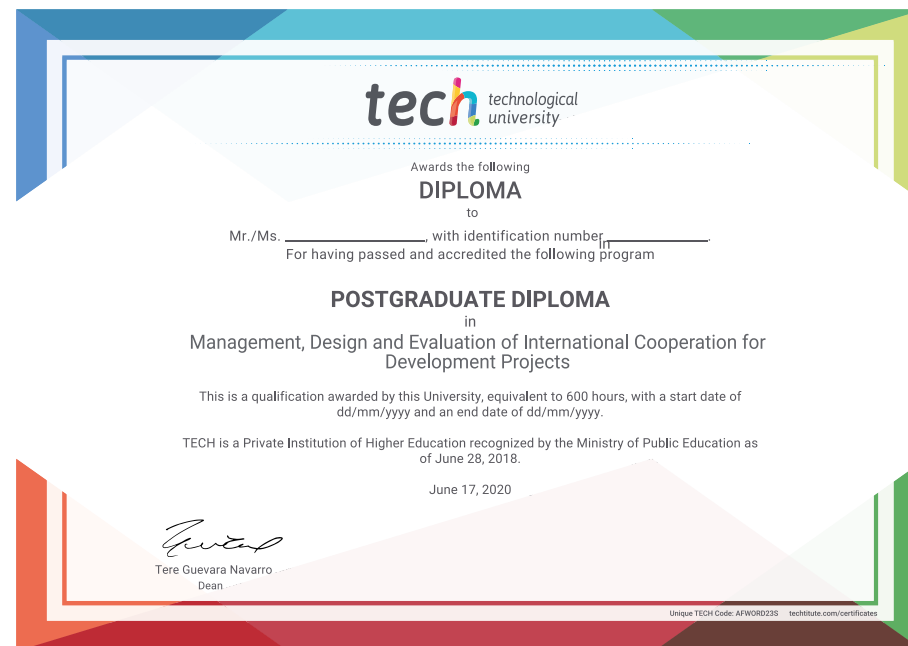 tech technological
university
Awards the following
DIPLOMA
to
Mr./Ms. ____________, with identification number_________.
In
For having passed and accredited the following program
POSTGRADUATE DIPLOMA
in
Management, Design and Evaluation of International Cooperation for
Development Projects
This is a qualification awarded by this University, equivalent to 600 hours, with a start date of
dd/mm/yyyy and an end date of dd/mm/yyyy.
TECH is a Private Institution of Higher Education recognized by the Ministry of Public Education as
of June 28, 2018.
June 17, 2020
Tere Guevara Navarro
Dean
Unique TECH Code: AFWORD23S techtitute.com/certificates